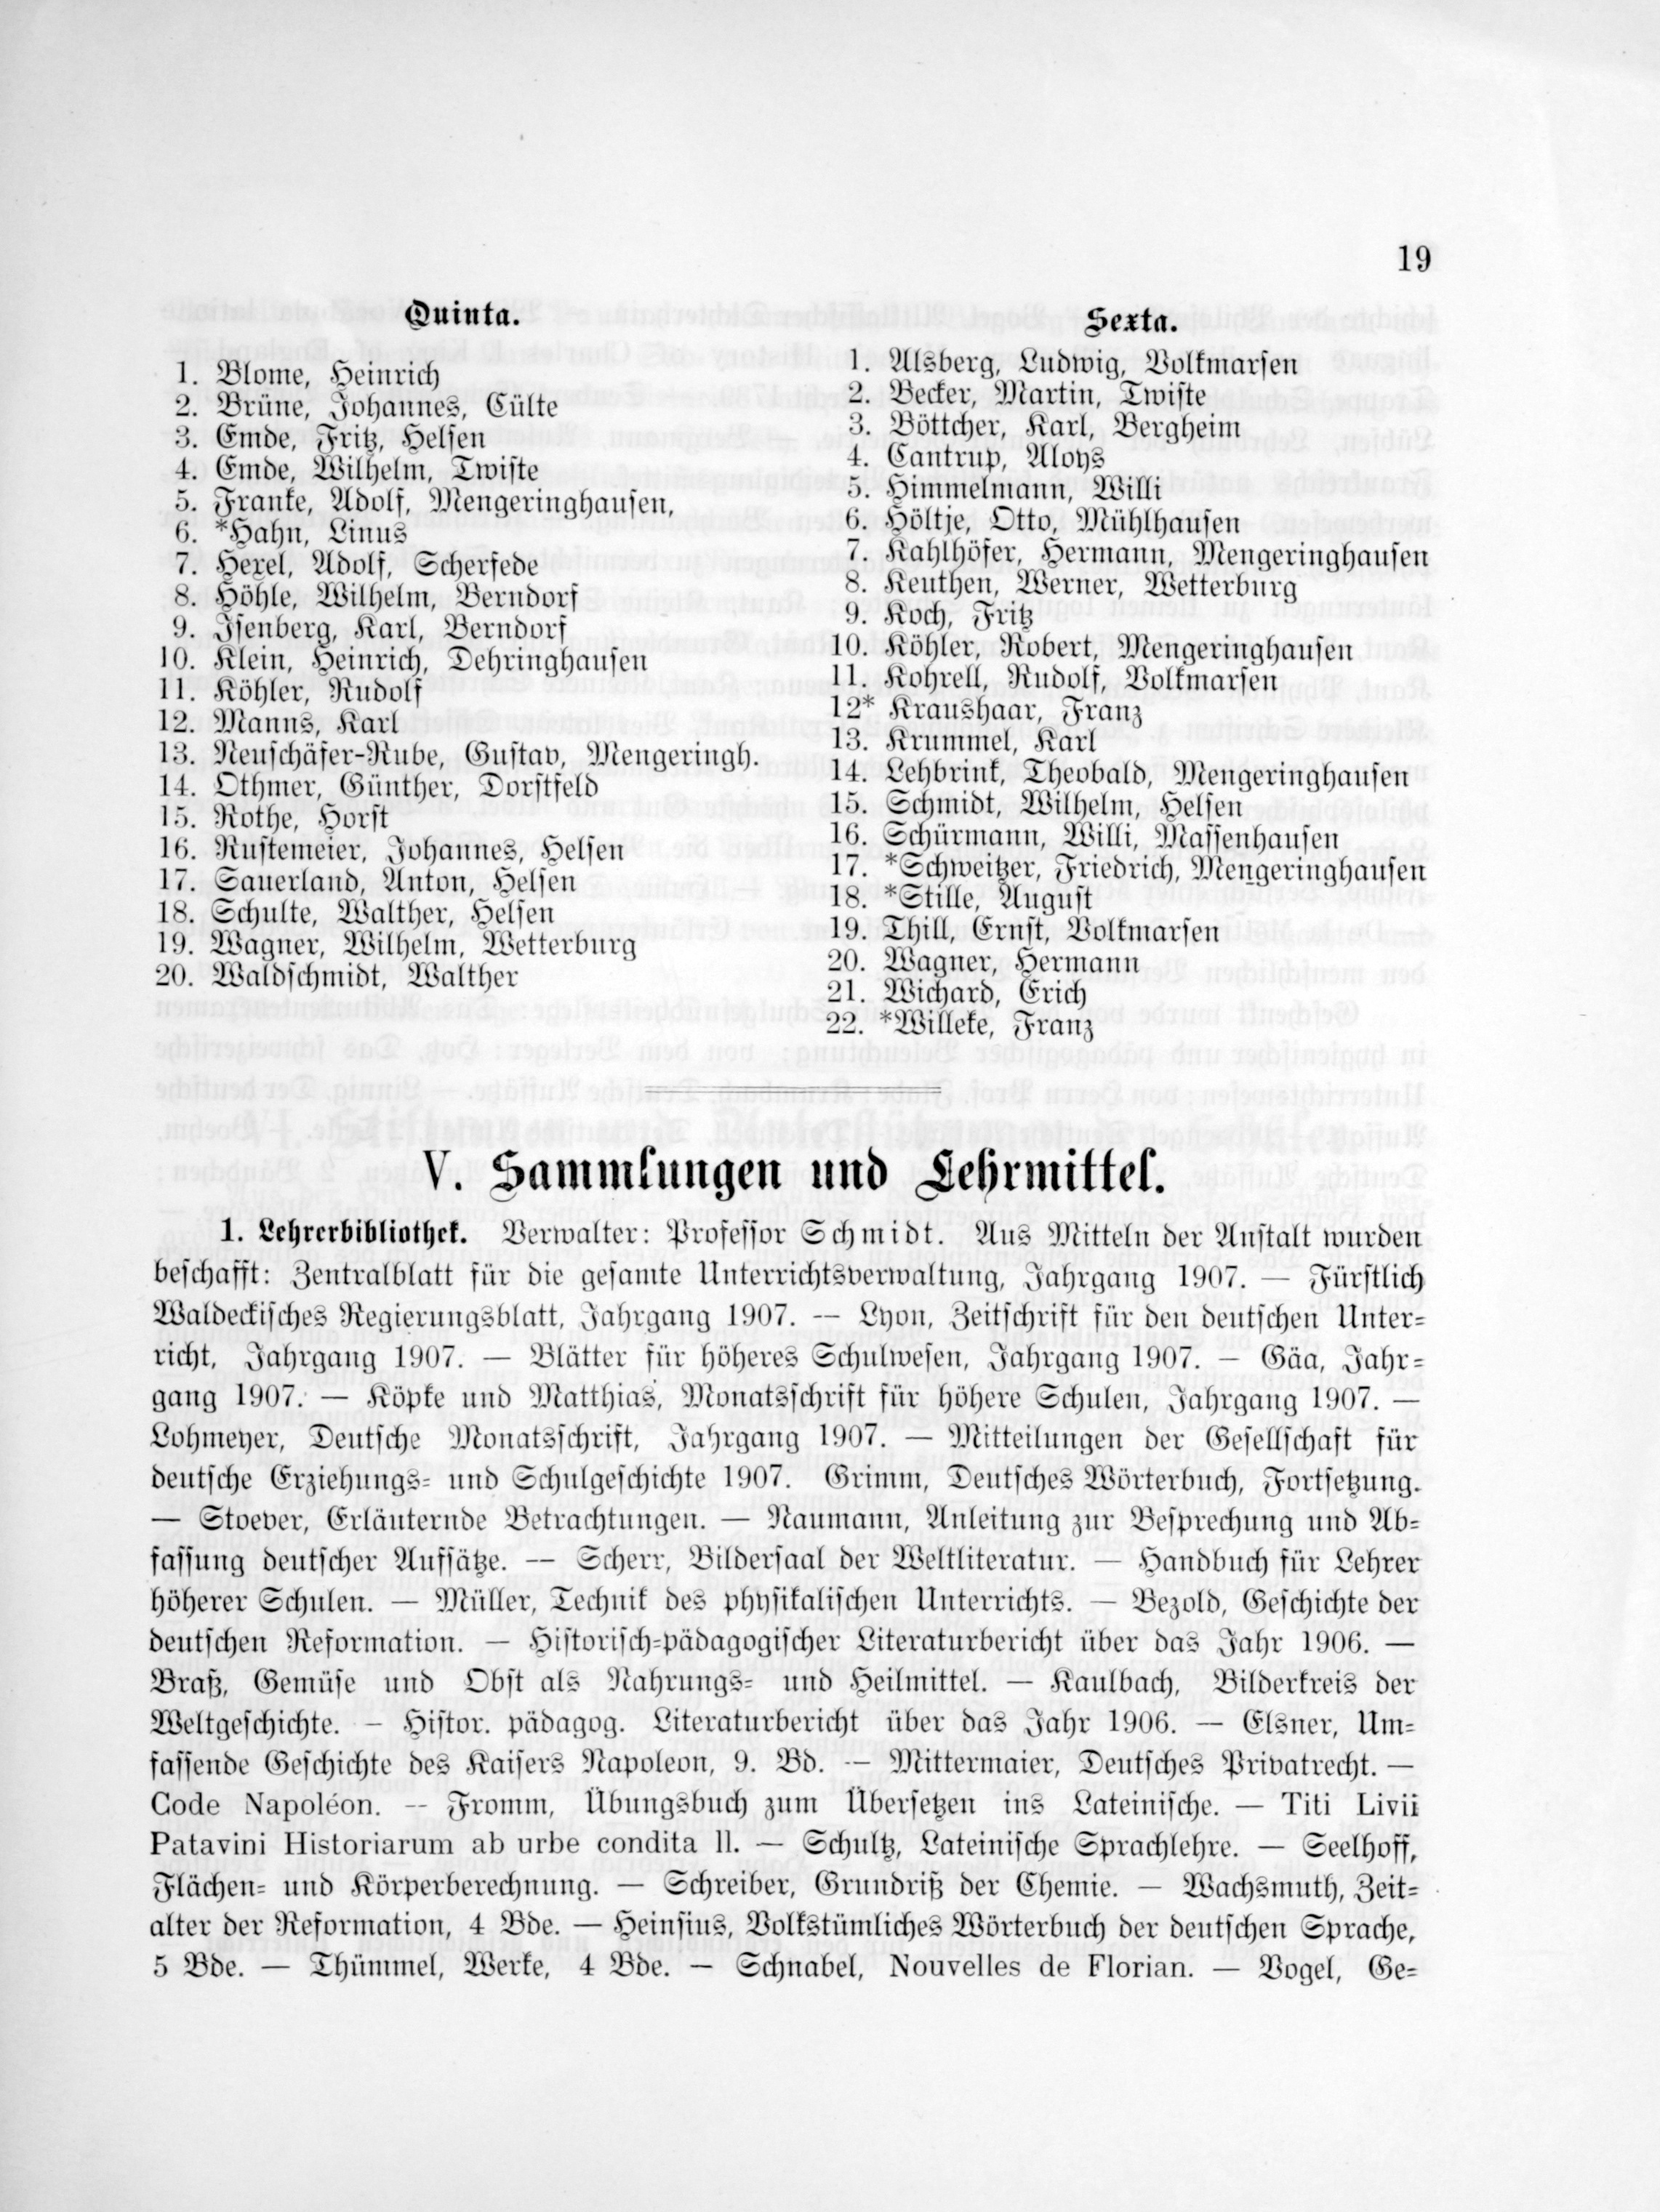 19
Quinta.
1. Blome, Heinrich
2. Brüne, Johannes, Cülte
3. Emde, Fritz, Helsen
4. Emde, Wilhelm, Twiste
5. Franke, Adolf, Mengeringhausen,
6. *Hahn, Linus
7. Hexel, Adolf, Scherfede
8. Höhle, Wilhelm, Berndorf
9. Isenberg, Karl, Berndorf
10. Klein, Heinrich, Dehringhausen
11. Köhler, Rudolf
12. Manns, Karl
13. Neuschäfer-Rube, Gustav, Mengeringh.
14. Othmer, Günther, Dorstfeld
15. Rothe, Horst
16. Rustemeier, Johannes, Helsen
17. Sauerland, Anton, Helsen
18. Schulte, Walther, Helsen
19. Wagner, Wilhelm, Wetterburg
20. Waldschmidt, Walther
Sexta.
1. Alsberg, Ludwig, Volkmarsen
2. Becker, Martin, Twiste
3. Böttcher, Karl, Bergheim
4. Cantrup, Aloys
5. Himmelmann, Willi
6. Höltje, Otto, Mühlhausen
7. Kahlhöfer, Hermann, Mengeringhausen
8. Keuthen, Werner, Wetterburg
9. Koch, Fritz
10. Köhler, Robert, Mengeringhausen
11. Kohrell, Rudolf, Volkmarsen
12* Kraushaar, Franz
13. Krummel, Karl
14. Lehbrink, Theobald, Mengeringhausen
15. Schmidt, Wilhelm, Helsen
16. Schürmann, Willi, Massenhausen
17. *Schweitzer, Friedrich, Mengeringhausen
18. *Stille, August
19. Thill, Ernst, Volkmarsen
20. Wagner, Hermann
21. Wichard, Erich
22. *Willeke, Franz
V. Sammlungen und Lehrmittel.
1. Lehrerbibliothek. Verwalter: Professor Schmidt. Aus Mitteln der Anstalt wurden
beschafft: Zentralblatt für die gesamte Unterrichtsverwaltung, Jahrgang 1907. — Fürstlich
Waldeckisches Regierungsblatt, Jahrgang 1907. — Lyon, Zeitschrift für den deutschen Unter-
richt, Jahrgang 1907. — Blätter für höheres Schulwesen, Jahrgang 1907. — Gäa, Jahr-
gang 1907. — Köpke und Matthias, Monatsschrift für höhere Schulen, Jahrgang 1907. —
Lohmeyer, Deutsche Monatsschrift, Jahrgang 1907. — Mitteilungen der Gesellschaft für
deutsche Erziehungs- und Schulgeschichte 1907. Grimm, Deutsches Wörterbuch, Fortsetzung.
— Stoever, Erläuternde Betrachtungen. — Naumann, Anleitung zur Besprechung und Ab-
fassung deutscher Aufsätze. — Scherr, Bildersaal der Weltliteratur. — Handbuch für Lehrer
höherer Schulen. — Müller, Technik des physikalischen Unterrichts. — Bezold, Geschichte der
deutschen Reformation. — Historisch-pädagogischer Literaturbericht über das Jahr 1906. —
Braß, Gemüse und Obst als Nahrungs- und Heilmittel. — Kaulbach, Bilderkreis der
Weltgeschichte. — Histor. pädagog. Literaturbericht über das Jahr 1906. — Elsner, Um-
fassende Geschichte des Kaisers Napoleon, 9. Bd. — Mittermaier, Deutsches Privatrecht. —
Code Napoléon. — Fromm, Übungsbuch zum Übersetzen ins Lateinische. — Titi Livii
Patavini Historiarum ab urbe condita II. — Schultz, Lateinische Sprachlehre. — Seelhoff,
Flächen- und Körperberechnung. — Schreiber, Grundriß der Chemie. — Wachsmuth, Zeit-
alter der Reformation, 4 Bde. — Heinsius, Volkstümliches Wörterbuch der deutschen Sprache,
5 Bde. — Thümmel, Werke, 4 Bde. — Schnabel, Nouvelles de Florian. — Vogel, Ge-